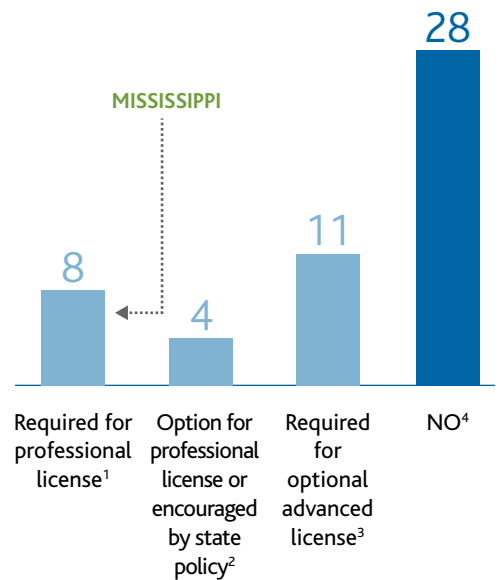 28
MISSISSIPPI
11
8
4
Required for
professional
license¹
Option for
professional
license or
encouraged
by state
policy²
Required
for
optional
advanced
license³
NO⁴